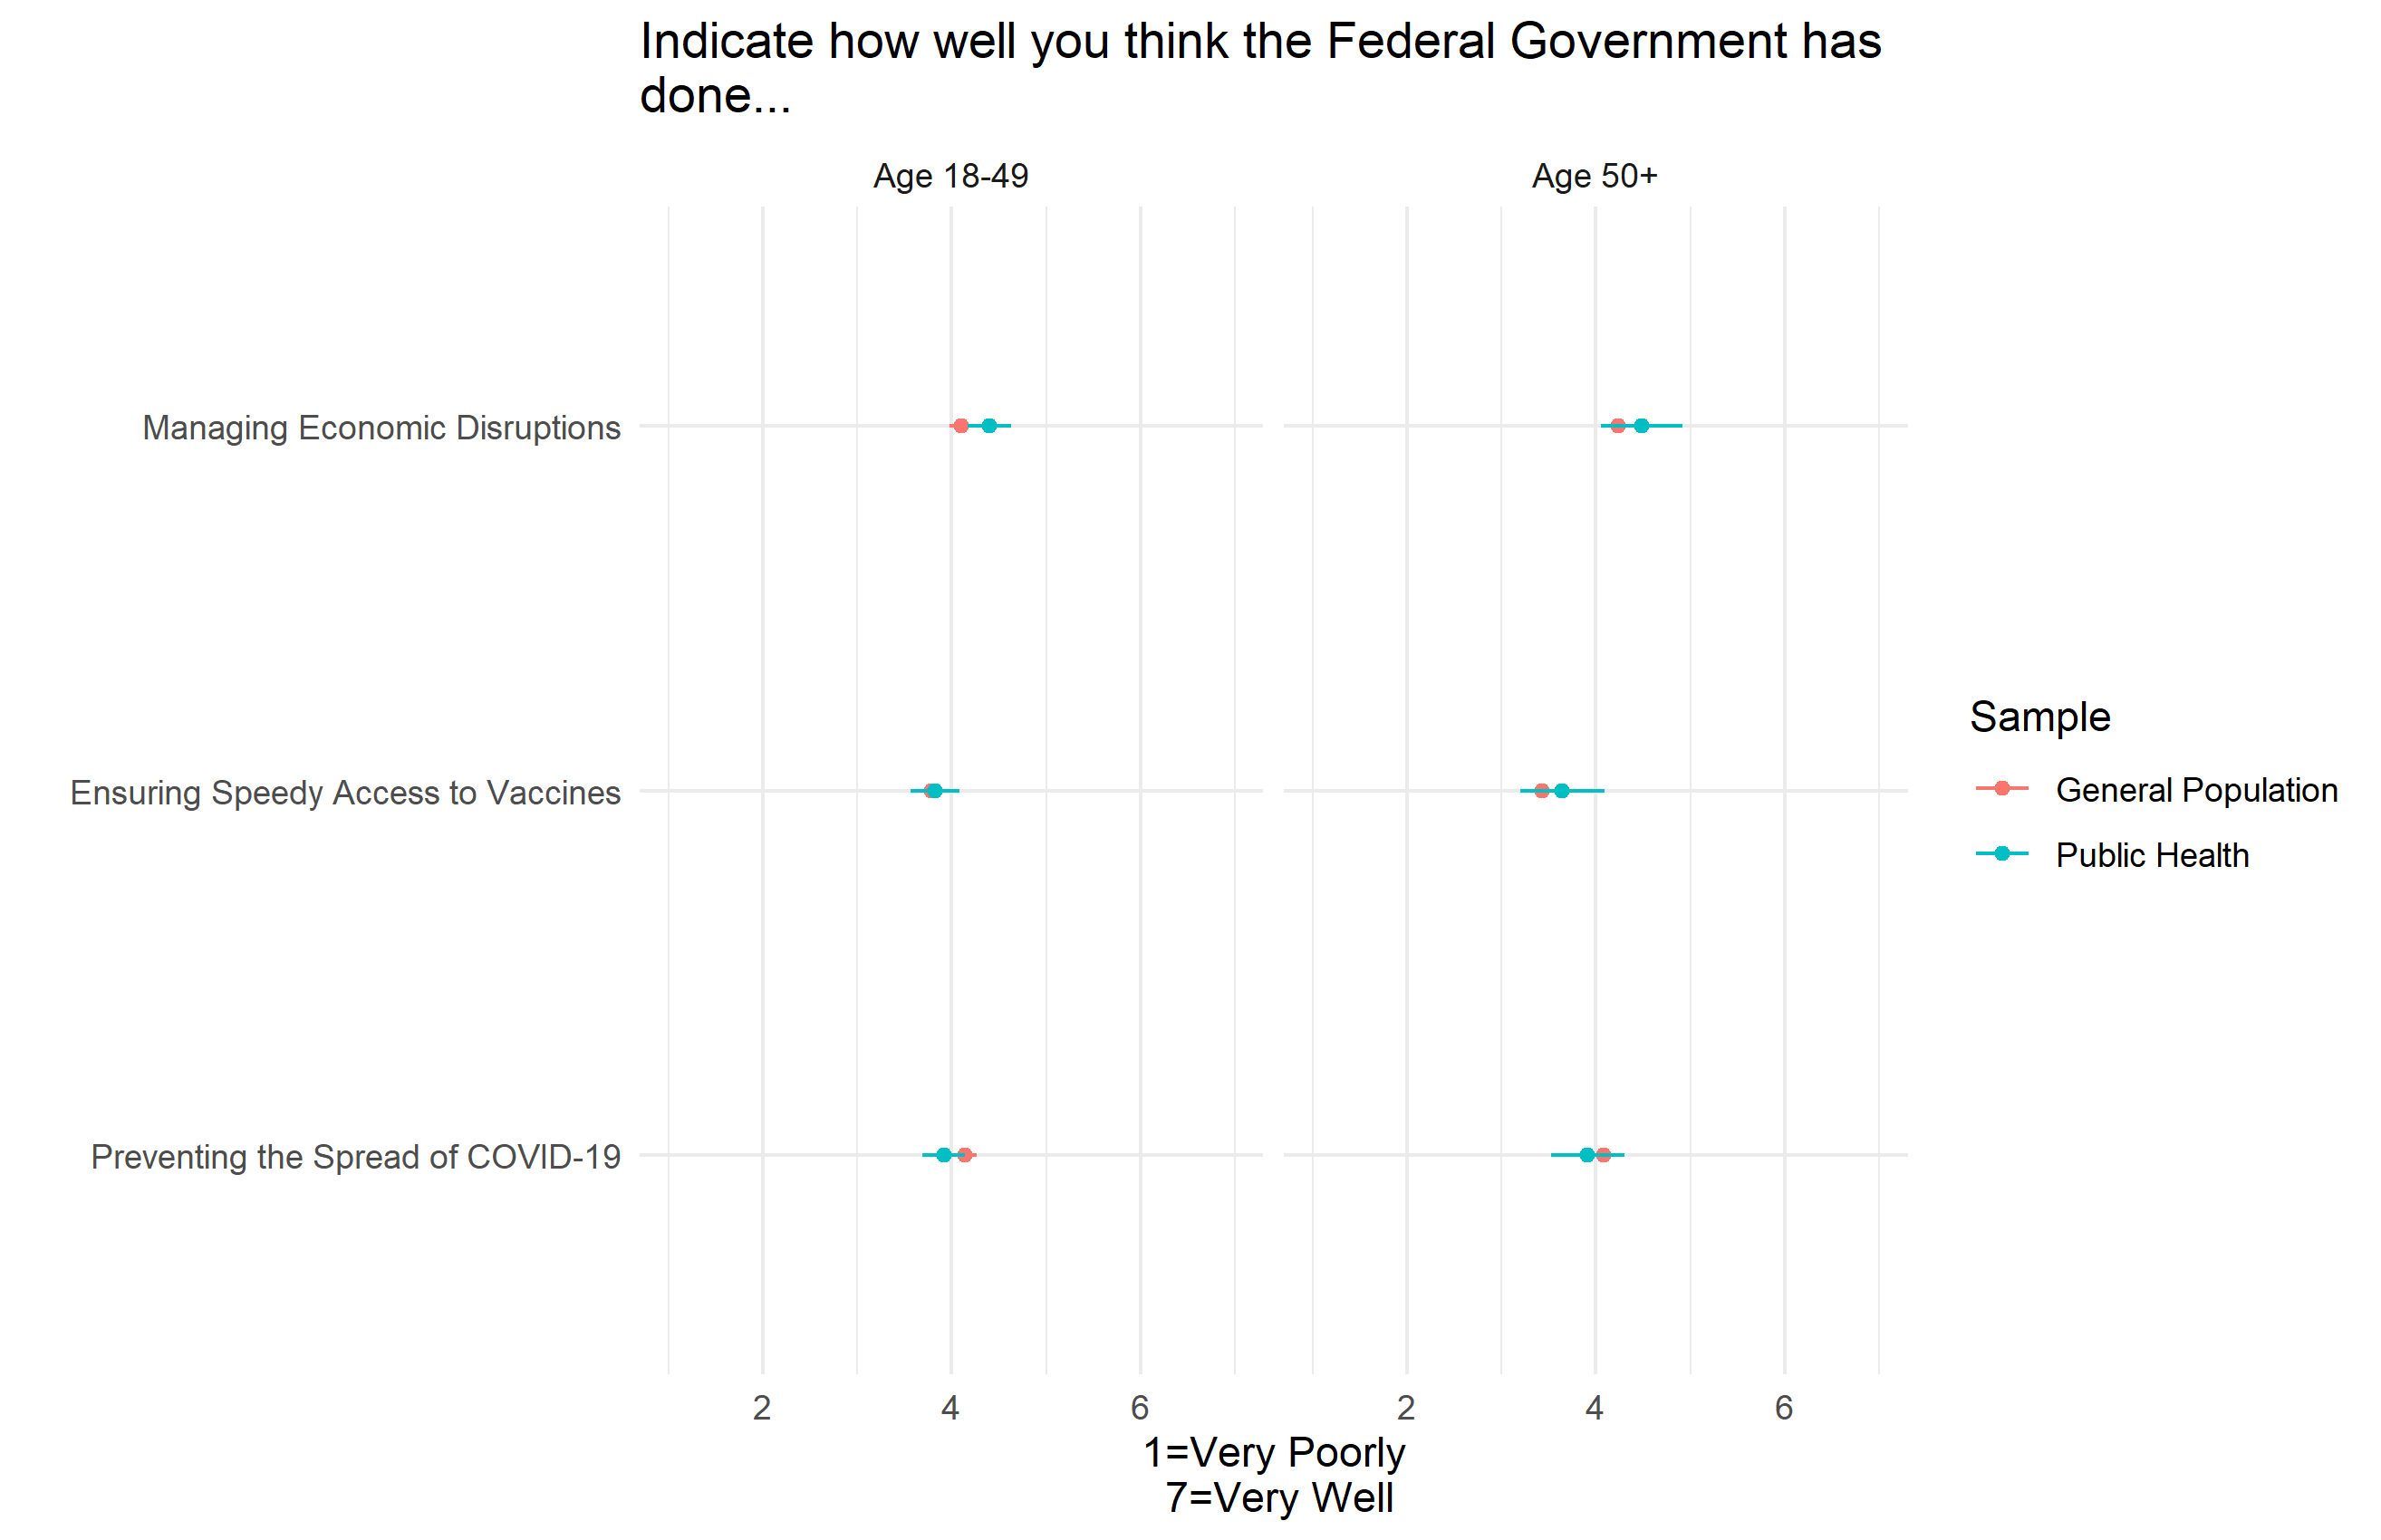 Indicate how well you think the Federal Government has
done...
Age 18-49
Age 50+
Managing Economic Disruptions
Ensuring Speedy Access to Vaccines
Preventing the Spread of COVID-19
2
4
6
2
4
6
1=Very Poorly
7=Very Well
Sample
General Population
Public Health